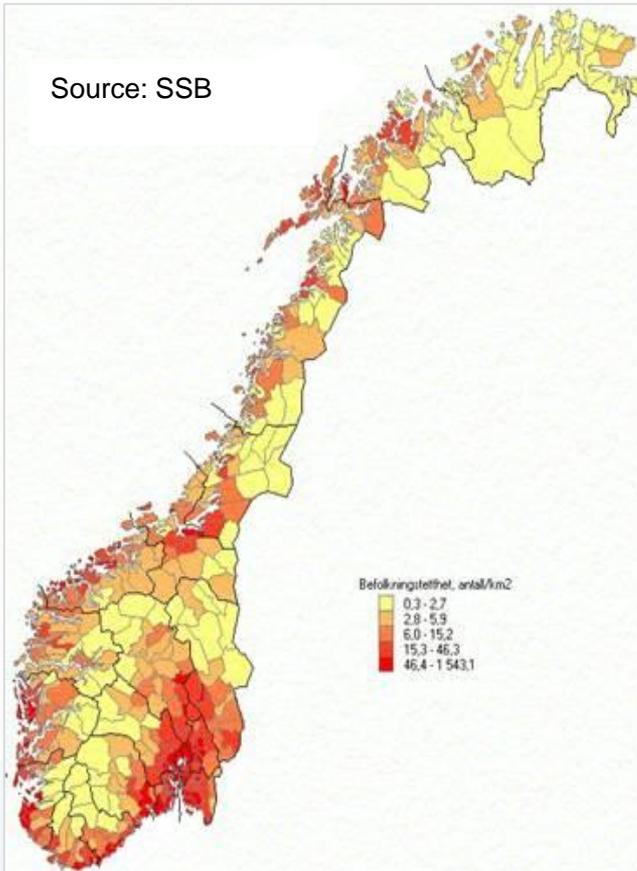 Source: SSB
Befolkningstetthet, antall/km2
0,3 - 2,7
2,8 - 5,9
6,0 - 15,2
15,3 - 46,3
46,4 - 1 543,1